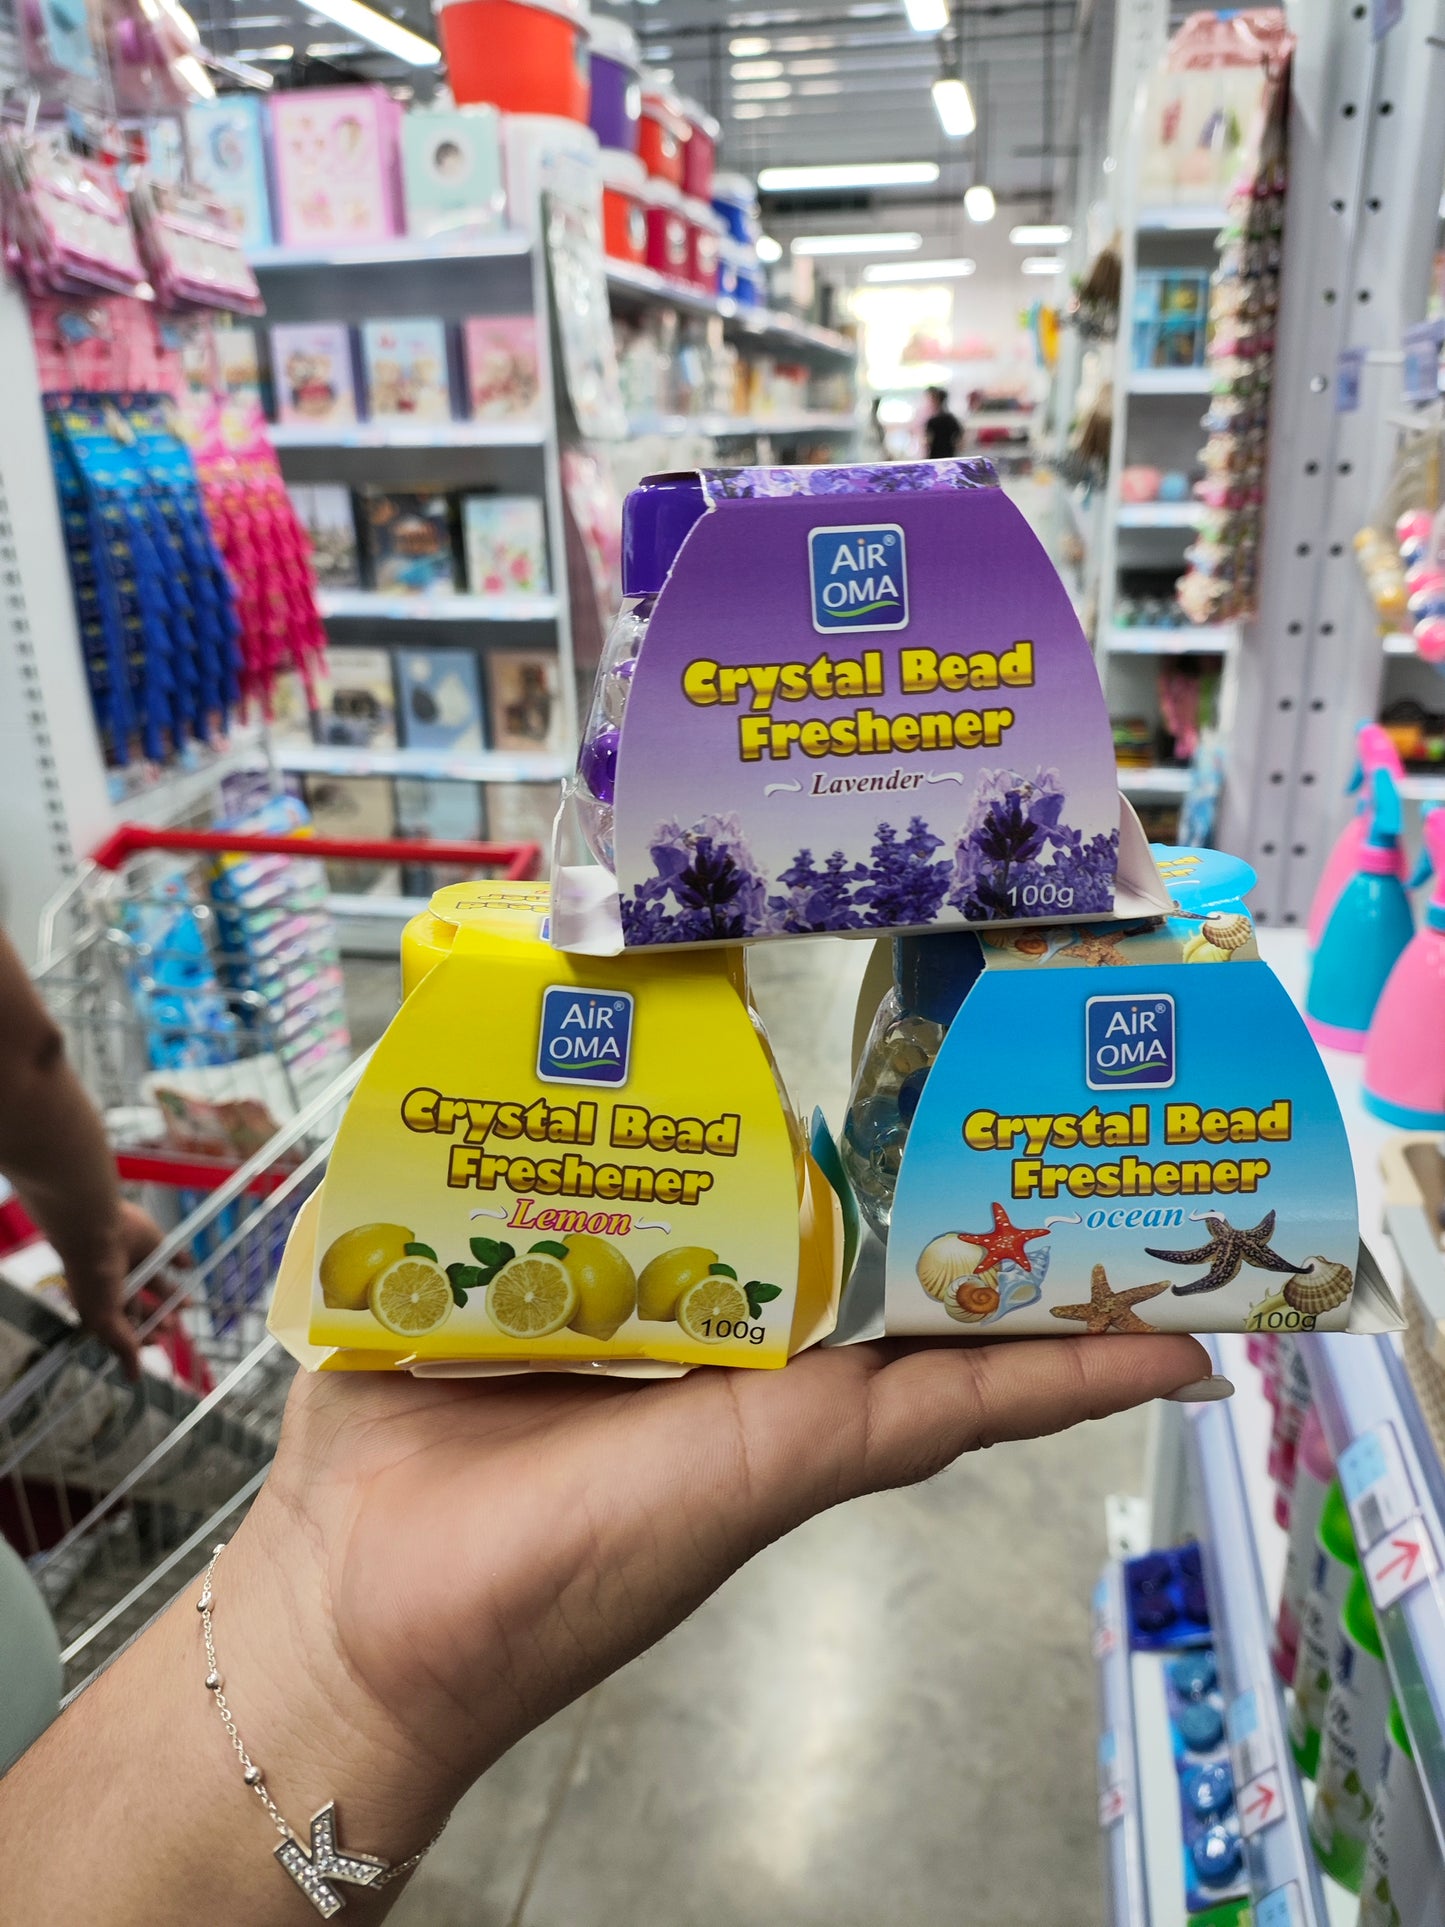 AiR®
OMA
Crystal Bead
Freshener
Lavender
100g
AiR®
OMA
Crystal Bead
Freshener
Lemon
100g
AiR®
OMA
Crystal Bead
Freshener
ocean
100g
K